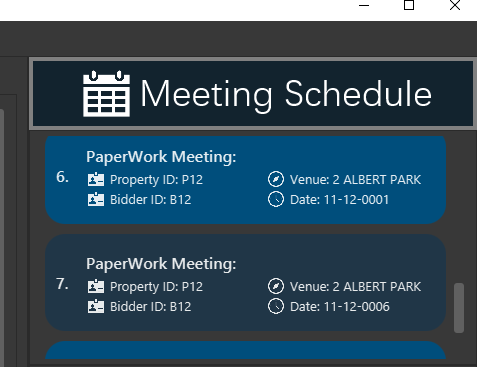 Meeting Schedule
6.
PaperWork Meeting:
Property ID: P12
Venue: 2 ALBERT PARK
Bidder ID: B12
Date: 11-12-0001
7.
PaperWork Meeting:
Property ID: P12
Venue: 2 ALBERT PARK
Bidder ID: B12
Date: 11-12-0006